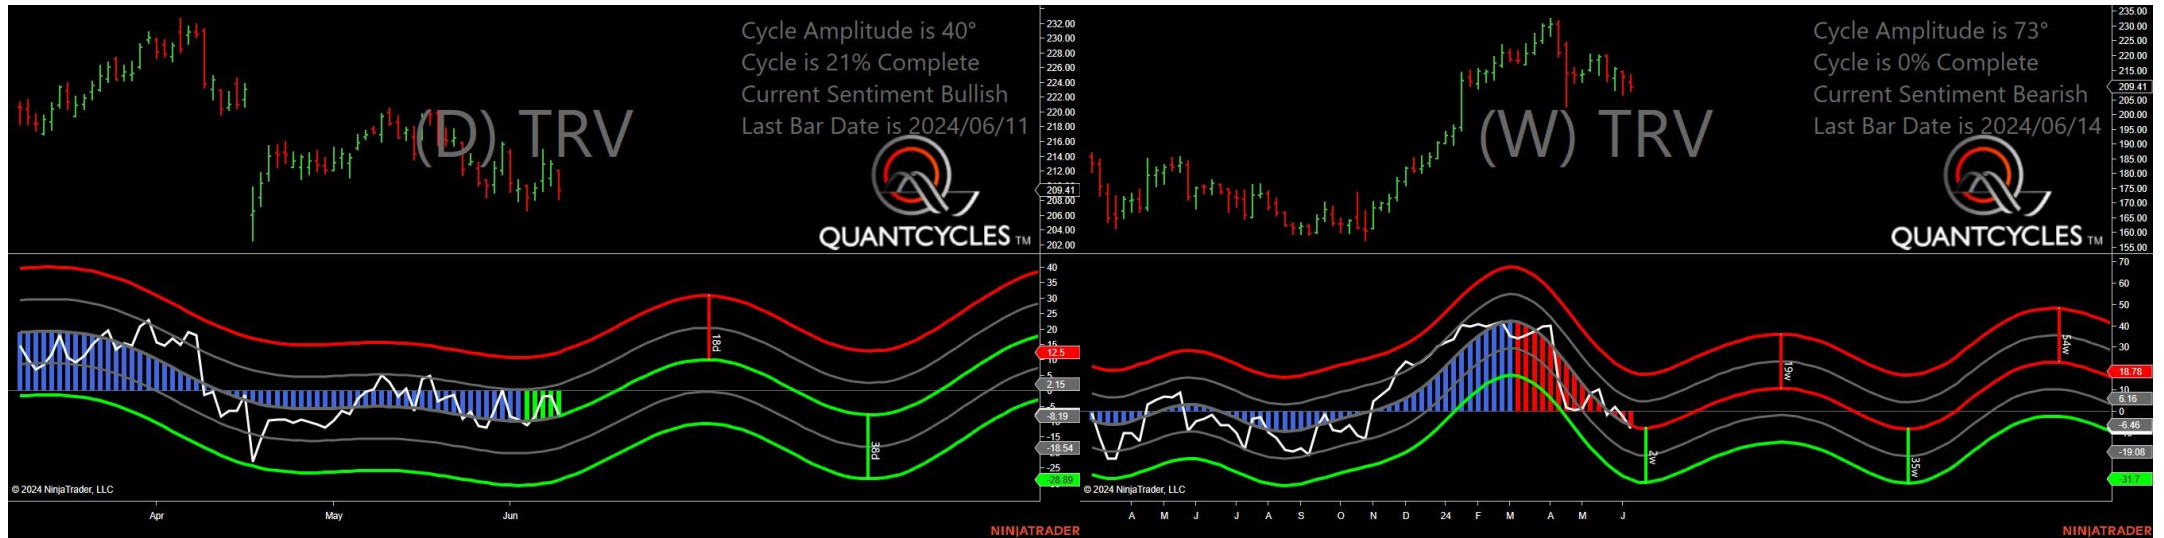 Cycle Amplitude is 40°
Cycle is 21% Complete
Current Sentiment Bullish
Last Bar Date is 2024/06/11
(D) TRV
QUANTCYCLES TM
232.00
230.00
228.00
226.00
224.00
222.00
220.00
218.00
216.00
214.00
212.00
209.41
208.00
206.00
204.00
202.00
40
35
30
25
20
15
12.5
5
2.15
0
-8.19
-15
-18.54
-25
-28.89
18d
38d
© 2024 NinjaTrader, LLC
Apr May Jun
NINJATRADER
Cycle Amplitude is 73°
Cycle is 0% Complete
Current Sentiment Bearish
Last Bar Date is 2024/06/14
(W) TRV
QUANTCYCLES TM
235.00
230.00
225.00
220.00
215.00
209.41
205.00
200.00
195.00
190.00
185.00
180.00
175.00
170.00
165.00
160.00
155.00
70
60
50
40
30
18.78
10
6.16
0
-6.46
-19.08
-31.7
2w
19w
35w
54w
© 2024 NinjaTrader, LLC
A M J J A S O N D 24 F M A M J
NINJATRADER